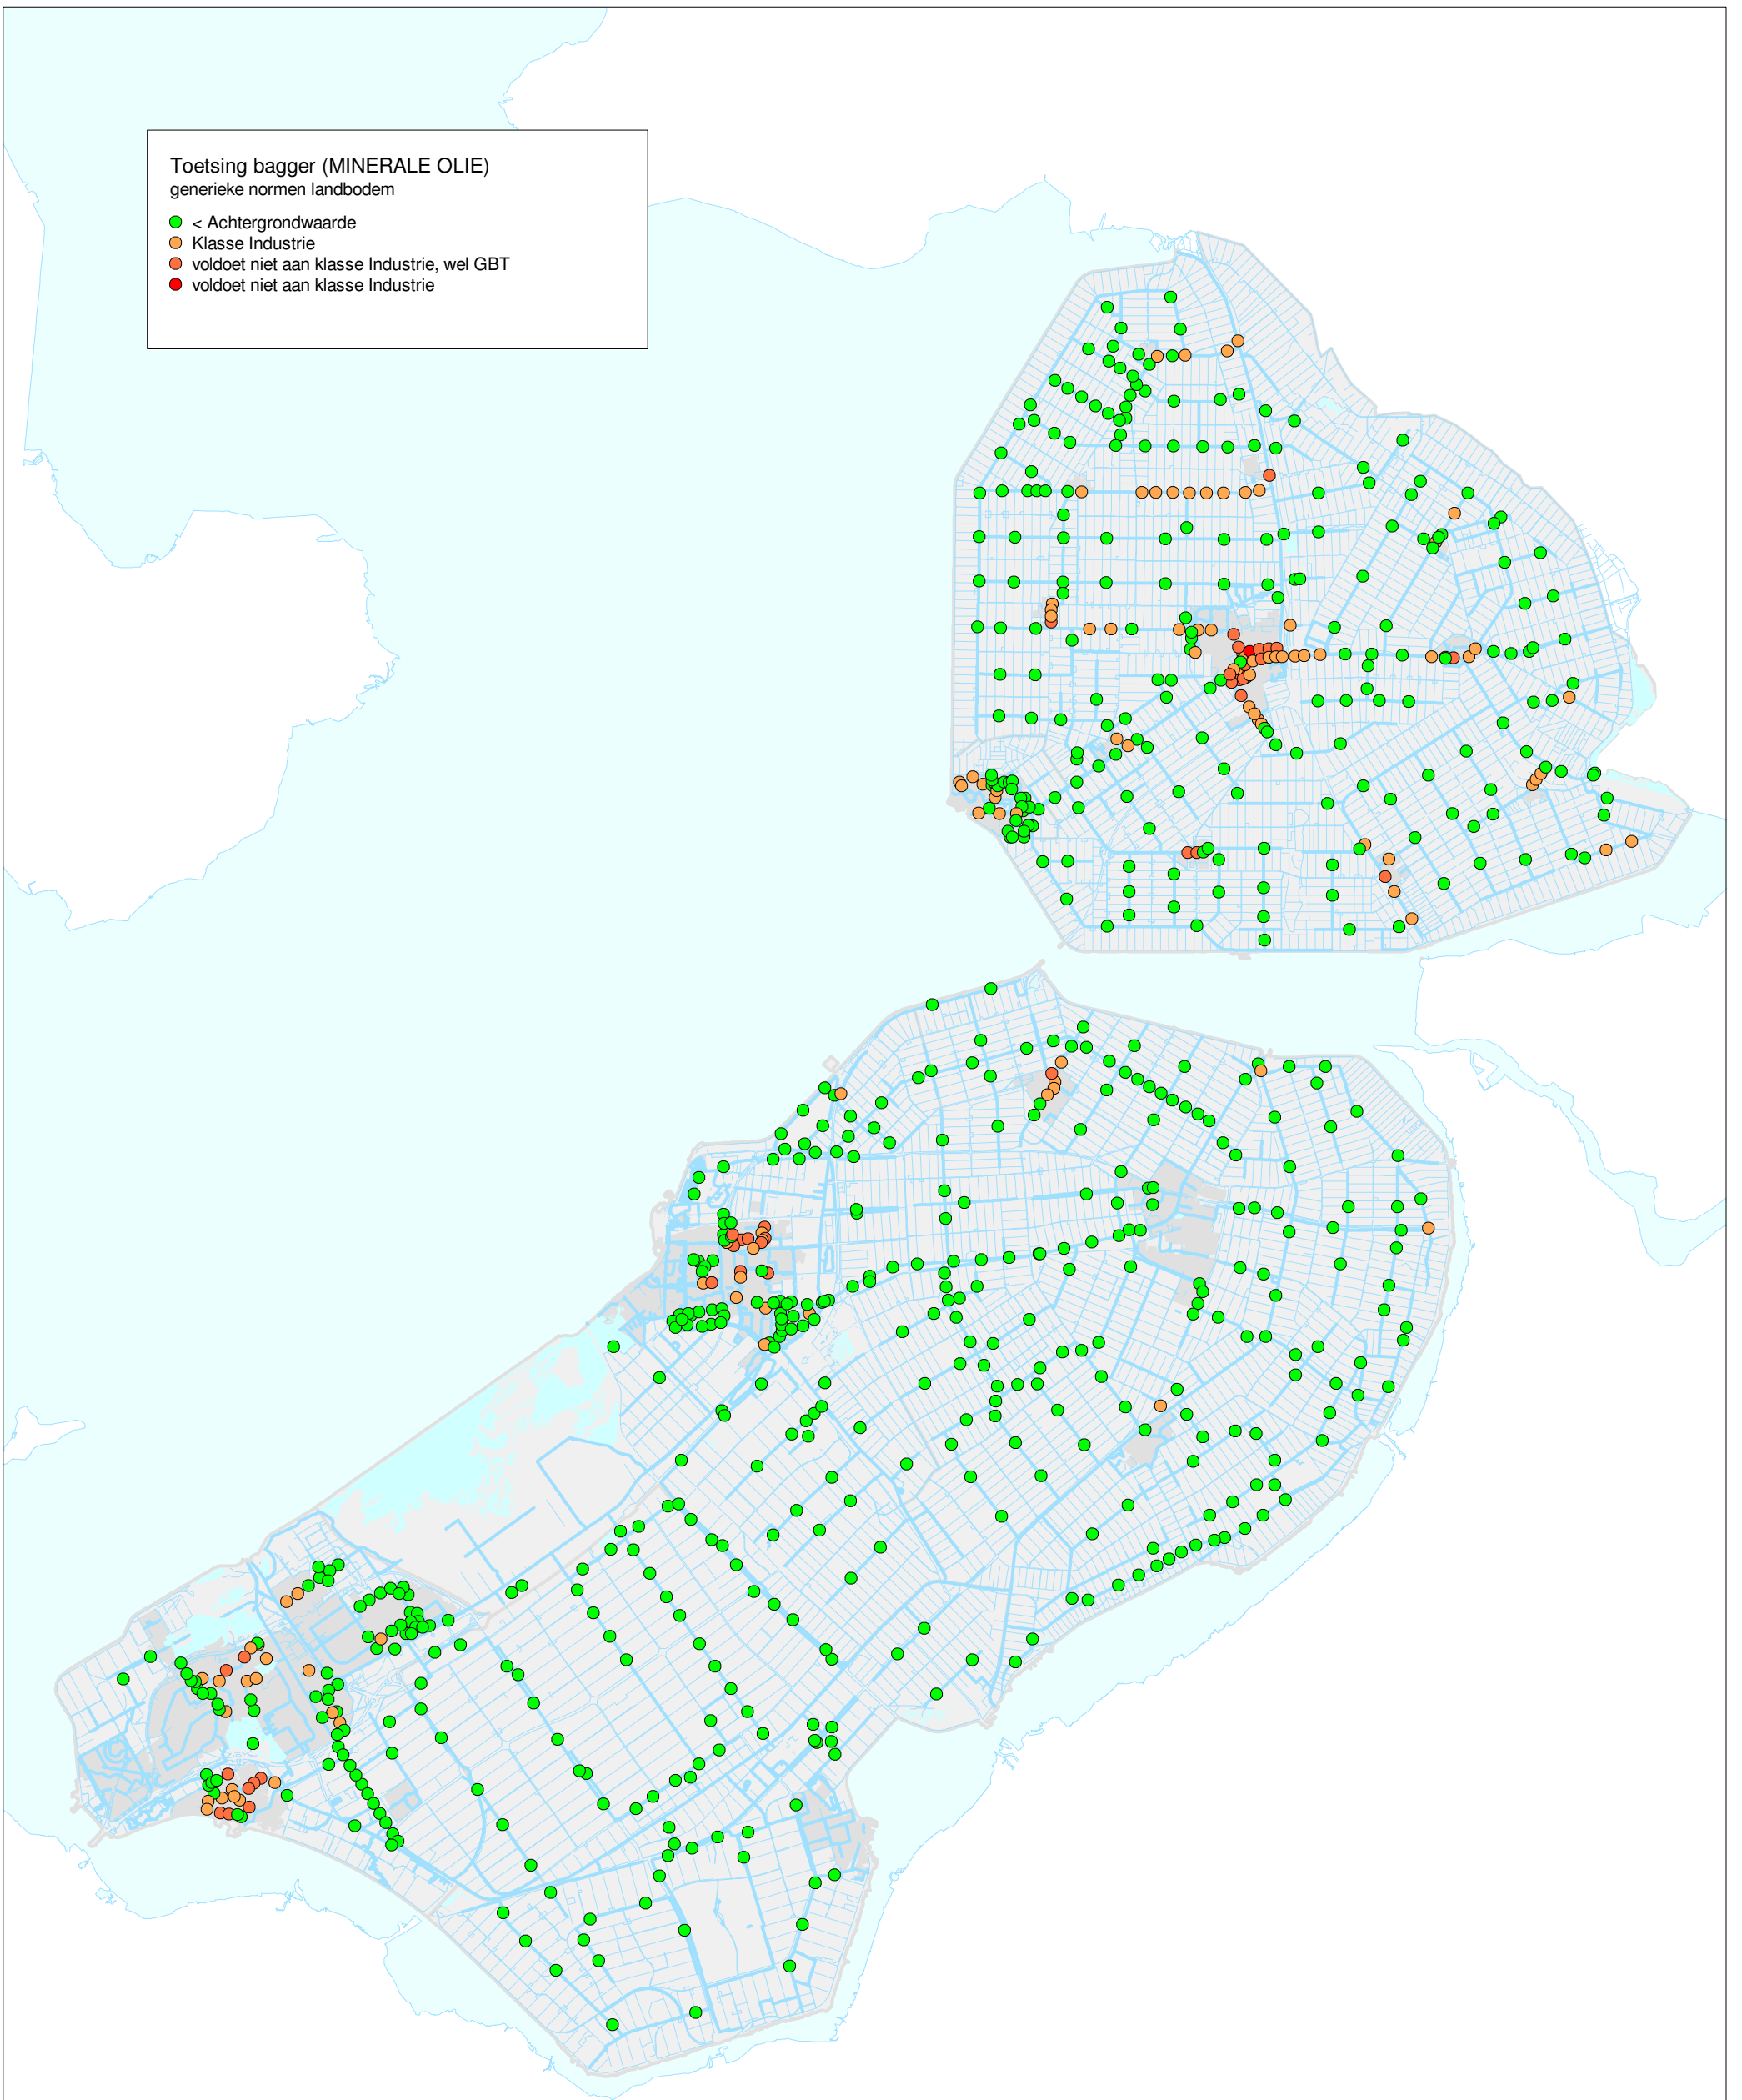 Toetsing bagger (MINERALE OLIE)
generieke normen landbodem
< Achtergrondwaarde
Klasse Industrie
voldoet niet aan klasse Industrie, wel GBT
voldoet niet aan klasse Industrie